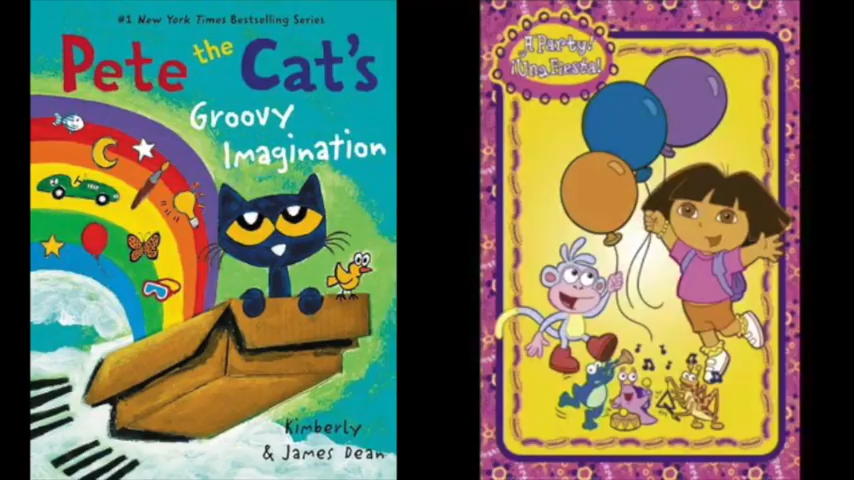 #1 New York Times Bestselling Series
Pete the Cat's
Groovy
Imagination
Kimberly
& James Dean
A Party!
¡Una Fiesta!